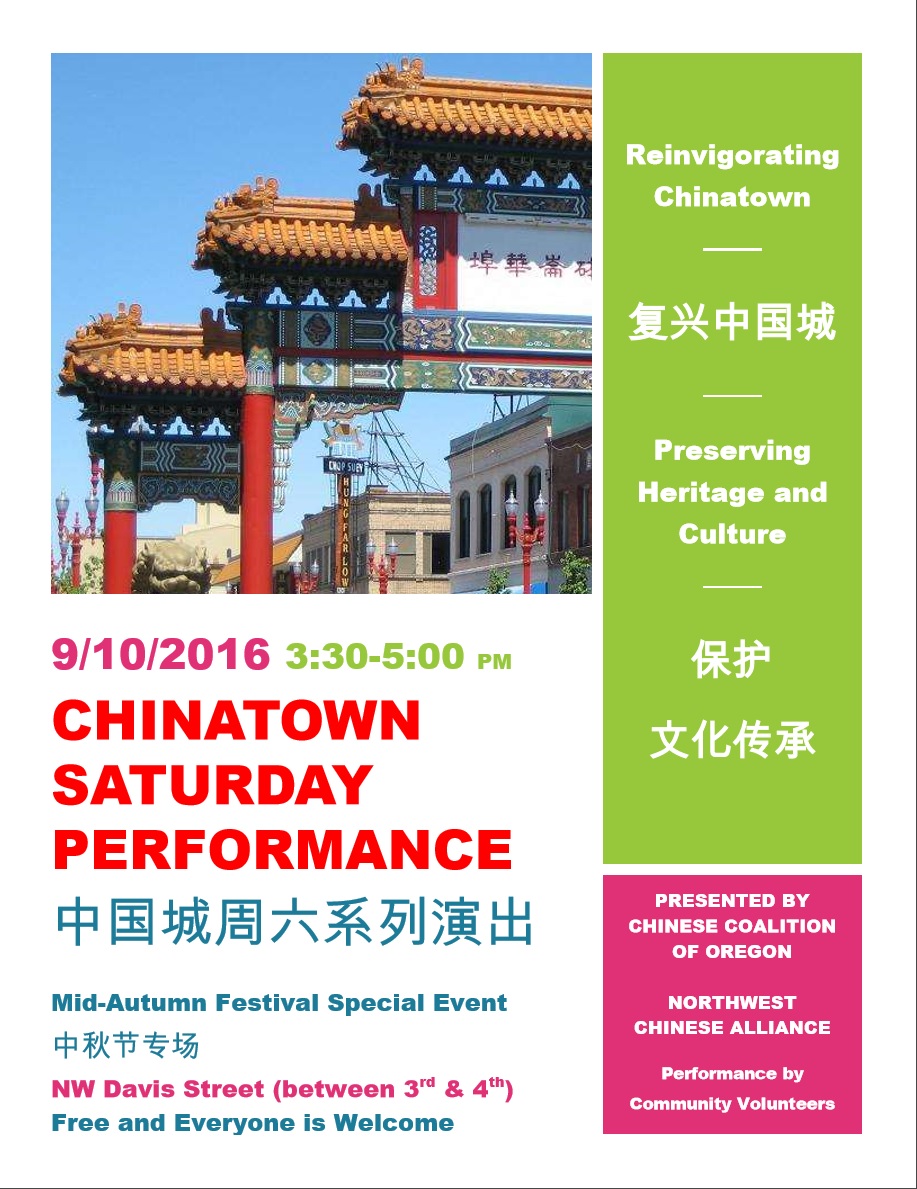 埠華崙
CHOP SUEY
HUNG FAR LOW
9/10/2016 3:30-5:00 PM
CHINATOWN
SATURDAY
PERFORMANCE
中国城周六系列演出
Mid-Autumn Festival Special Event
中秋节专场
NW Davis Street (between 3rd & 4th)
Free and Everyone is Welcome
Reinvigorating
Chinatown
复兴中国城
Preserving
Heritage and
Culture
保护
文化传承
PRESENTED BY
CHINESE COALITION
OF OREGON
NORTHWEST
CHINESE ALLIANCE
Performance by
Community Volunteers